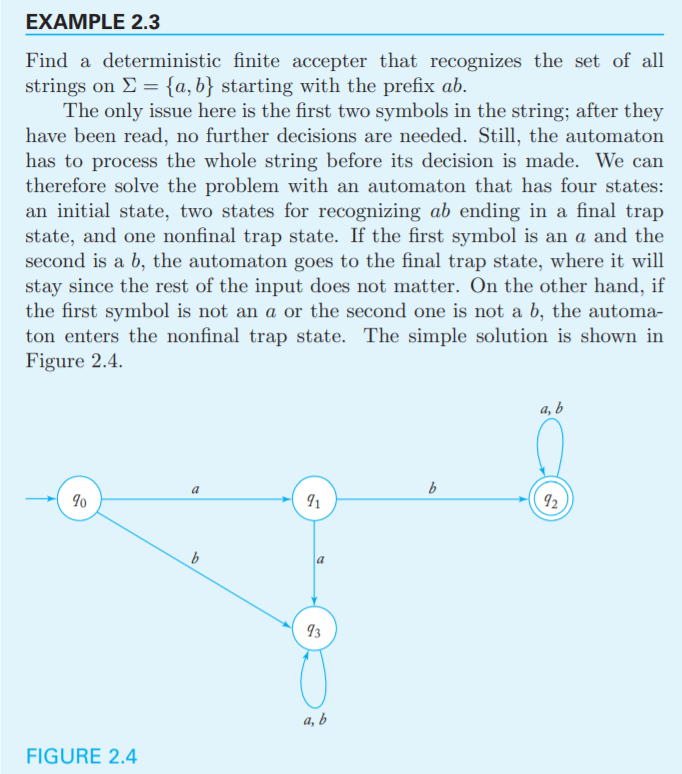 EXAMPLE 2.3
Find a deterministic finite accepter that recognizes the set of all
strings on Σ = {a, b} starting with the prefix ab.
The only issue here is the first two symbols in the string; after they
have been read, no further decisions are needed. Still, the automaton
has to process the whole string before its decision is made. We can
therefore solve the problem with an automaton that has four states:
an initial state, two states for recognizing ab ending in a final trap
state, and one nonfinal trap state. If the first symbol is an a and the
second is a b, the automaton goes to the final trap state, where it will
stay since the rest of the input does not matter. On the other hand, if
the first symbol is not an a or the second one is not a b, the automa-
ton enters the nonfinal trap state. The simple solution is shown in
Figure 2.4.
a, b
a
b
q0
q1
q2
b
a
q3
a, b
FIGURE 2.4